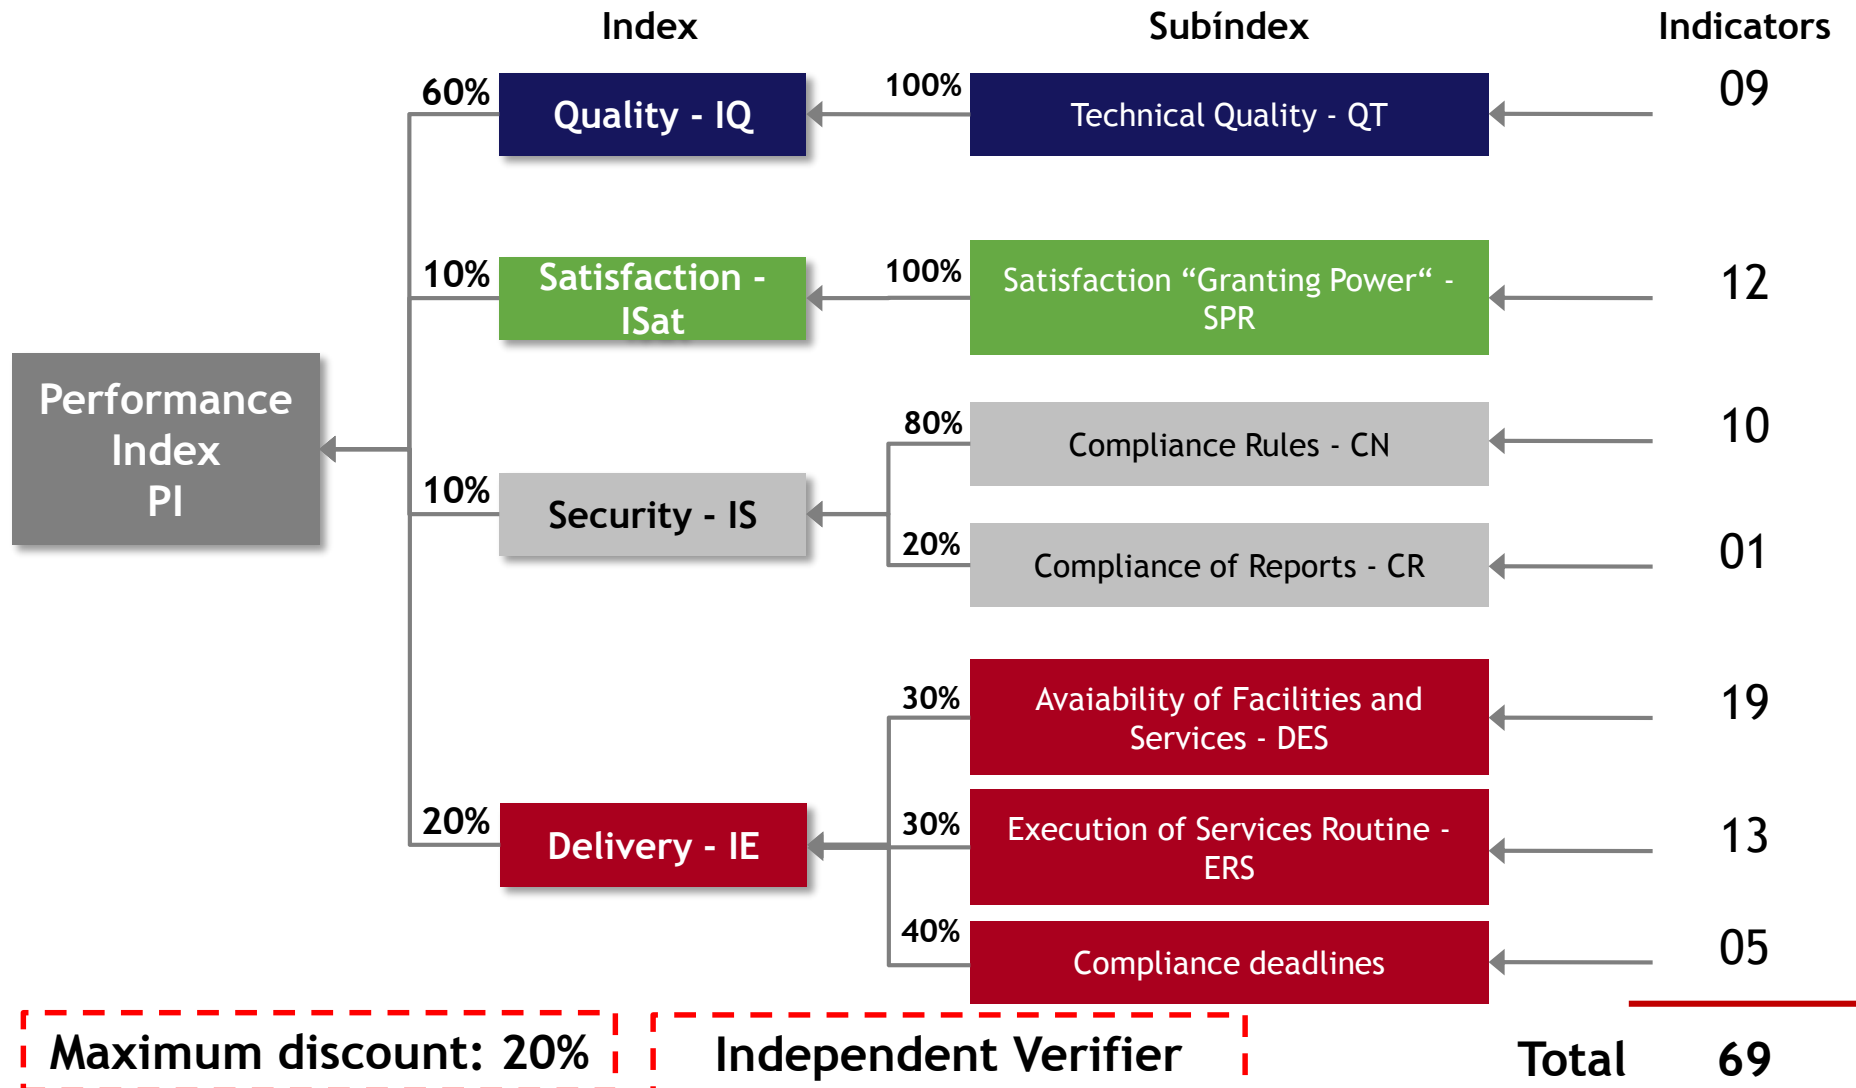 Index Subíndex Indicators
60% Quality - IQ 100% Technical Quality - QT 09
10% Satisfaction -
ISat
100% Satisfaction “Granting Power“ -
SPR
12
Performance
Index
PI
10% Security - IS
80% Compliance Rules - CN 10
20% Compliance of Reports - CR 01
20% Delivery - IE
30% Avaiability of Facilities and
Services - DES
19
30% Execution of Services Routine -
ERS
13
40% Compliance deadlines 05
Maximum discount: 20% Independent Verifier Total 69